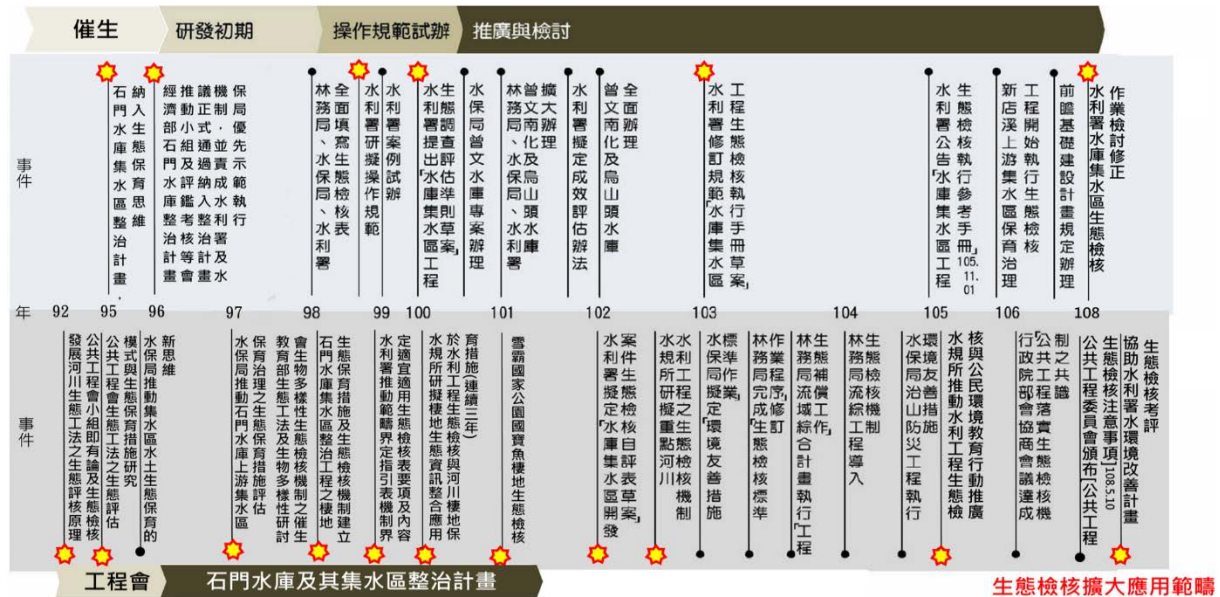 催生
研發初期
操作規範試辦
推廣與檢討
事件
石門水庫集水區整治計畫,
納入生態保育思維
經濟部石門水庫整治計畫
推動小組及評鑑考核等會
議正式通過納入整治計畫
機制,並責成水利署及水
保局優先示範執行
林務局、水保局、水利署
全面填寫生態檢核表
水利署研擬操作規範
水利署案例試辦
水利署提出「水庫集水區工程
生態調查評估準則草案」
水保局曾文水庫專案辦理
林務局、水保局、水利署
曾文南化及烏山頭水庫
擴大辦理
水利署擬定成效評估辦法
曾文南化及烏山頭水庫
全面辦理
水利署修訂規範「水庫集水區
工程生態檢核執行手冊草案」
水利署公告「水庫集水區工程
生態檢核執行參考手冊」105.11.01
新店溪上游集水區保育治理
工程開始執行生態檢核
前瞻基礎建設計畫規定辦理
水利署水庫集水區生態檢核
作業檢討修正
年 92 95 96 97 98 99 100 101 102 103 104 105 106 108
事件
發展河川生態工法之生態評核原理
公共工程會小組即有論及生態檢核
公共工程會生態工法之生態評估
模式與生態保育措施研究
水保局推動集水區水土生態保育的
新思維
水保局推動石門水庫上游集水區
保育治理之生態保育措施評估
教育部生態工法及生物多樣性研討
會生物多樣性生態檢核機制之催生
石門水庫集水區整治工程之棲地
生態保育措施及生態檢核機制建立
水利署推動範疇界定指引表機制界
定適宜適用生態檢核表要項及內容
水規所研擬棲地生態資訊整合應用
於水利工程生態檢核與河川棲地保
育措施(連續三年)
雪霸國家公園國寶魚棲地生態檢核
水利署擬定「水庫集水區開發
案件生態檢核自評表草案」
水規所研擬重點河川
水利工程之生態檢核機制
水保局擬定「環境友善措施
標準作業」
林務局完成「生態檢核標準
作業程序」修訂
林務局流域綜合計畫執行「工程
生態補償工作」
林務局流綜工程導入
生態檢核機制
水保局治山防災工程執行
環境友善措施
水規所推動水利工程生態檢
核與公民環境教育行動推廣
行政院部會協商會議達成
「公共工程落實生態檢核機
制之共識
公共工程委員會頒布「公共工程
生態檢核注意事項」108.5.10
協助水利署水環境改善計畫
生態檢核考評
工程會
石門水庫及其集水區整治計畫
生態檢核擴大應用範疇